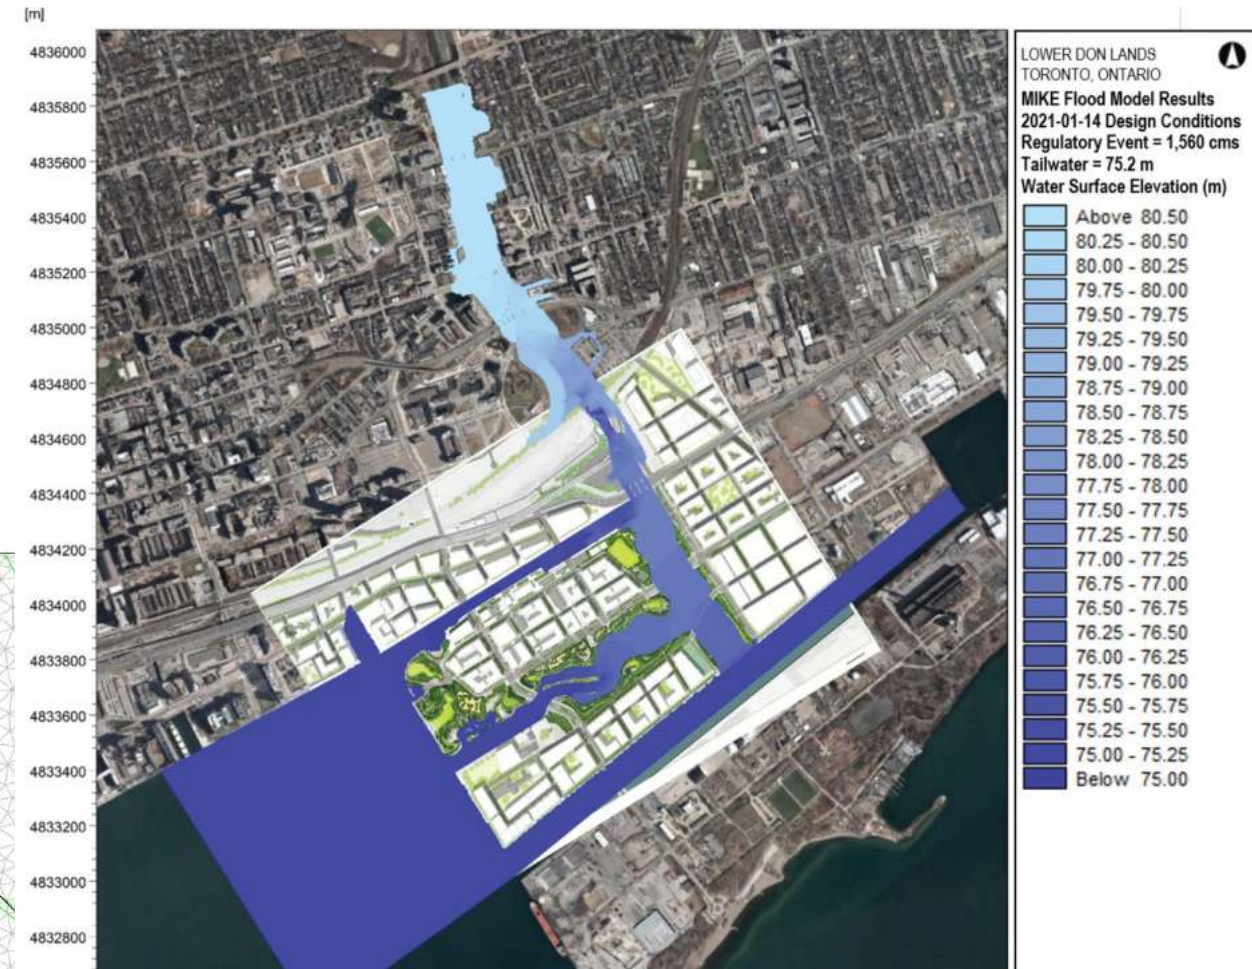 [m]
4836000
4835800
4835600
4835400
4835200
4835000
4834800
4834600
4834400
4834200
4834000
4833800
4833600
4833400
4833200
4833000
4832800
LOWER DON LANDS
TORONTO, ONTARIO
MIKE Flood Model Results
2021-01-14 Design Conditions
Regulatory Event = 1,560 cms
Tailwater = 75.2 m
Water Surface Elevation (m)
Above 80.50
80.25 - 80.50
80.00 - 80.25
79.75 - 80.00
79.50 - 79.75
79.25 - 79.50
79.00 - 79.25
78.75 - 79.00
78.50 - 78.75
78.25 - 78.50
78.00 - 78.25
77.75 - 78.00
77.50 - 77.75
77.25 - 77.50
77.00 - 77.25
76.75 - 77.00
76.50 - 76.75
76.25 - 76.50
76.00 - 76.25
75.75 - 76.00
75.50 - 75.75
75.25 - 75.50
75.00 - 75.25
Below 75.00